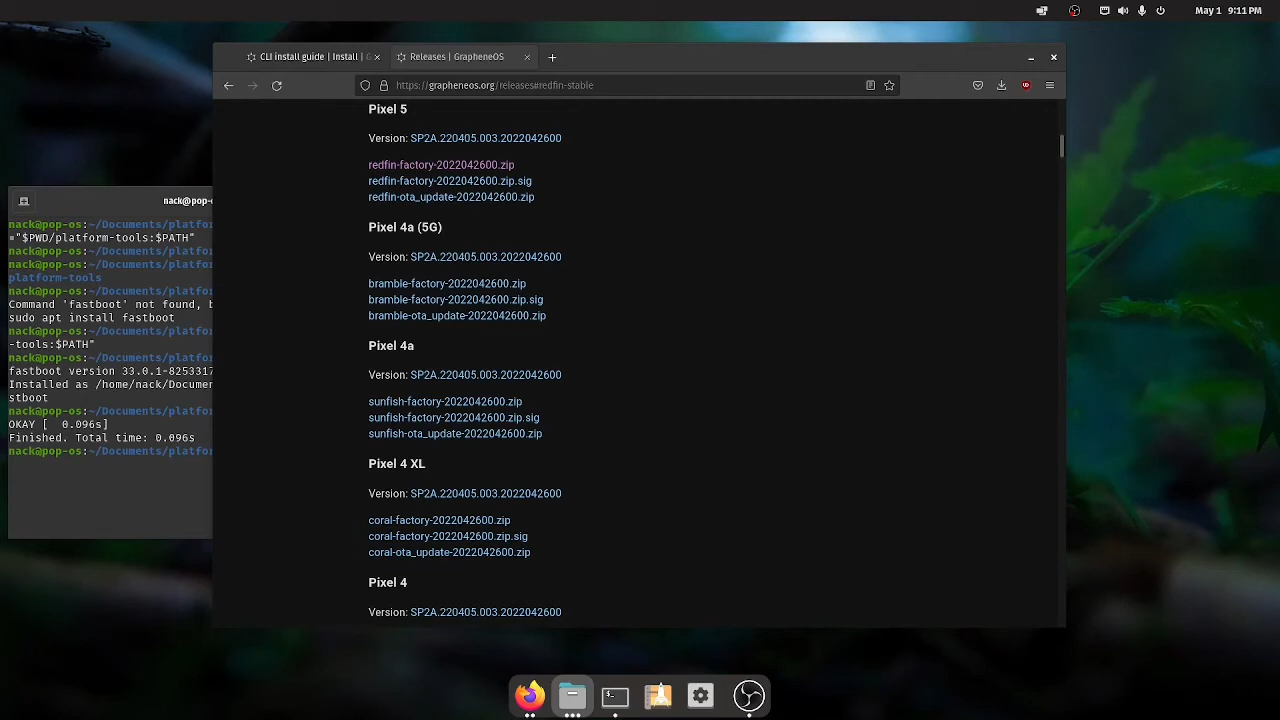 May 1 9:11 PM
CLI install guide | Install | G
Releases | GrapheneOS
https://grapheneos.org/releases#redfin-stable
nack@pop-o
nack@pop-os:~/Documents/platfor
="$PWD/platform-tools:$PATH"
nack@pop-os:~/Documents/platfor
nack@pop-os:~/Documents/platfor
platform-tools
nack@pop-os:~/Documents/platfor
Command 'fastboot' not found, b
sudo apt install fastboot
nack@pop-os:~/Documents/platfor
-tools:$PATH"
nack@pop-os:~/Documents/platfor
fastboot version 33.0.1-8253317
Installed as /home/nack/Documen
stboot
nack@pop-os:~/Documents/platfor
OKAY [  0.096s]
Finished. Total time: 0.096s
nack@pop-os:~/Documents/platfor
Pixel 5
Version: SP2A.220405.003.2022042600
redfin-factory-2022042600.zip
redfin-factory-2022042600.zip.sig
redfin-ota_update-2022042600.zip
Pixel 4a (5G)
Version: SP2A.220405.003.2022042600
bramble-factory-2022042600.zip
bramble-factory-2022042600.zip.sig
bramble-ota_update-2022042600.zip
Pixel 4a
Version: SP2A.220405.003.2022042600
sunfish-factory-2022042600.zip
sunfish-factory-2022042600.zip.sig
sunfish-ota_update-2022042600.zip
Pixel 4 XL
Version: SP2A.220405.003.2022042600
coral-factory-2022042600.zip
coral-factory-2022042600.zip.sig
coral-ota_update-2022042600.zip
Pixel 4
Version: SP2A.220405.003.2022042600